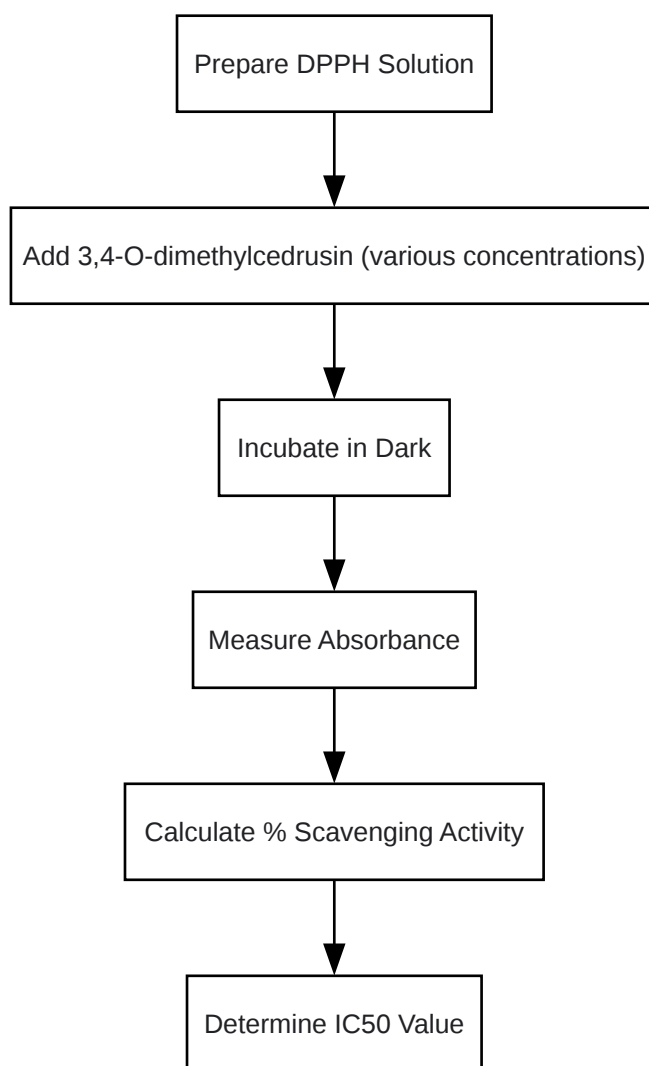 Prepare DPPH Solution
Add 3,4-O-dimethylcedrusin (various concentrations)
Incubate in Dark
Measure Absorbance
Calculate % Scavenging Activity
Determine IC50 Value